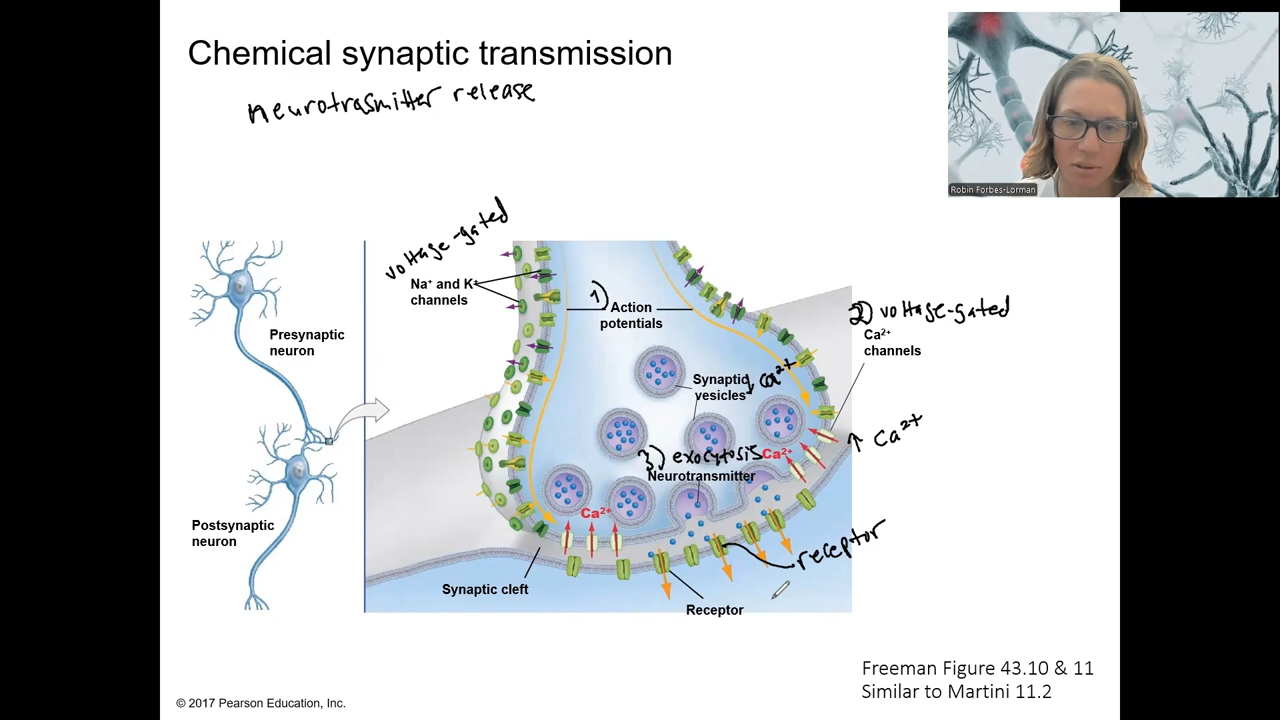 Chemical synaptic transmission
neurotrasmitter release
Robin Forbes-Lorman
voltage-gated
Na⁺ and K⁺
channels
1)
Action
potentials
2) voltage-gated
Ca²⁺
channels
Presynaptic
neuron
Synaptic
vesicles
↓ Ca²⁺
↑ Ca²⁺
3) exocytosis
Ca²⁺
Neurotransmitter
Ca²⁺
Postsynaptic
neuron
receptor
Synaptic cleft
Receptor
Freeman Figure 43.10 & 11
Similar to Martini 11.2
© 2017 Pearson Education, Inc.